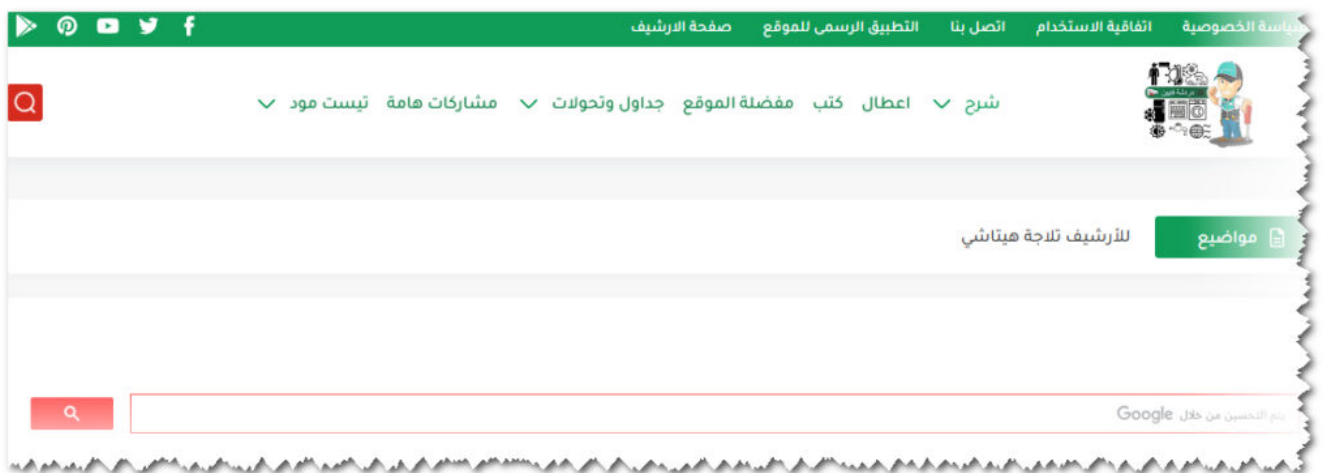 سياسة الخصوصية اتفاقية الاستخدام اتصل بنا التطبيق الرسمى للموقع صفحة الارشيف
شرح اعطال كتب مفضلة الموقع جداول وتحولات مشاركات هامة تيست مود
مواضيع للأرشيف تلاجة هيتاشي
يتم التحسين من خلال Google